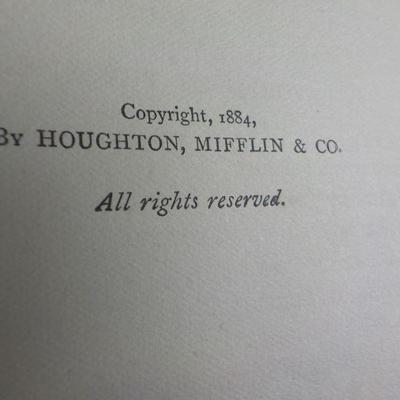 Copyright, 1884,
By HOUGHTON, MIFFLIN & CO.
All rights reserved.